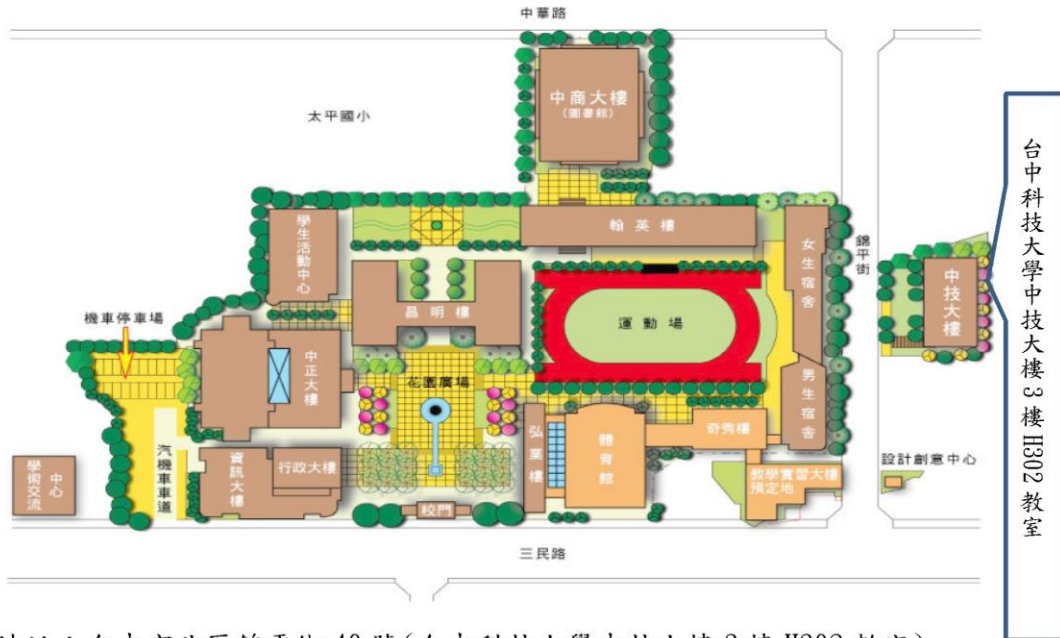 中華路
太平國小
中商大樓
(圖書館)
學生活動中心
翰英樓
女生宿舍
錦平街
中技大樓
台中科技大學中技大樓3樓H302教室
昌明樓
運動場
機車停車場
中正大樓
花園廣場
男生宿舍
弘業樓
體育館
奇秀樓
設計創意中心
學術交流中心
汽機車車道
資訊大樓
行政大樓
教學實習大樓
預定地
校門
三民路